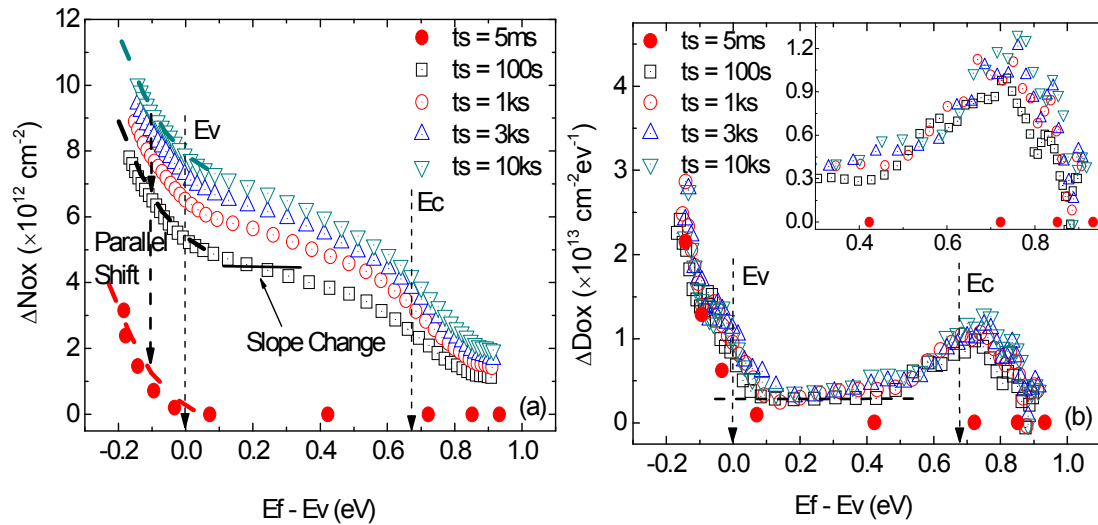 12
10
8
6
4
2
0
-0.2 0.0 0.2 0.4 0.6 0.8 1.0
ΔNox (×10¹² cm⁻²)
Ef - Ev (eV)
ts = 5ms
ts = 100s
ts = 1ks
ts = 3ks
ts = 10ks
Ev
Ec
Parallel
Shift
Slope Change
(a)
5
4
3
2
1
0
-0.2 0.0 0.2 0.4 0.6 0.8 1.0
ΔDox (×10¹³ cm⁻²ev⁻¹)
Ef - Ev (eV)
ts = 5ms
ts = 100s
ts = 1ks
ts = 3ks
ts = 10ks
Ev
Ec
(b)
1.2
0.9
0.6
0.3
0.0
0.4 0.6 0.8